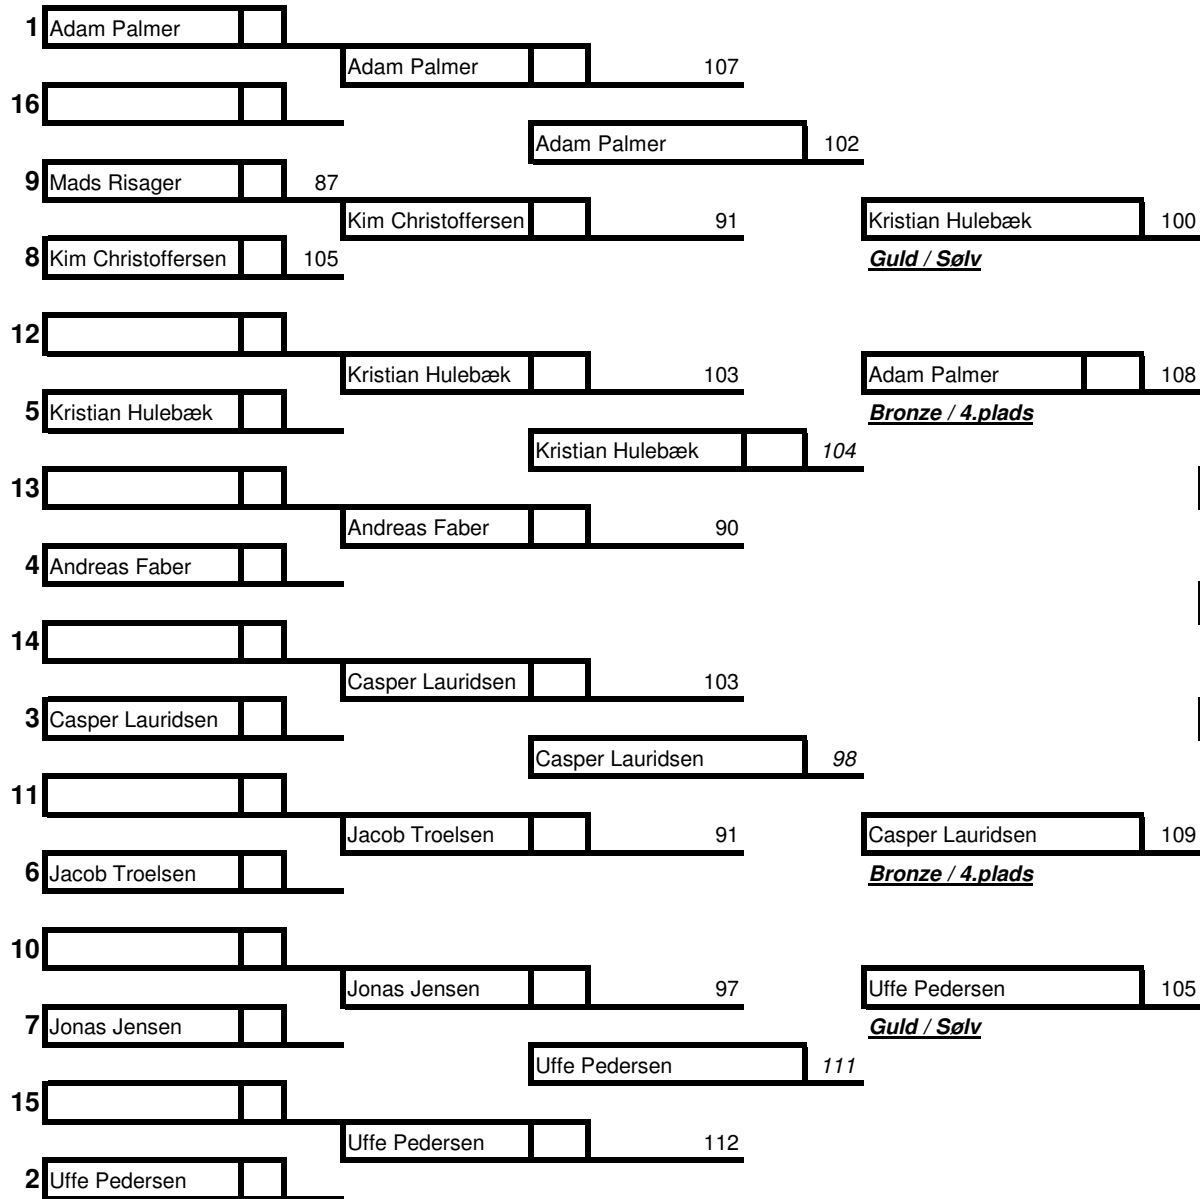 1 Adam Palmer
Adam Palmer 107
16
Adam Palmer 102
9 Mads Risager 87
Kim Christoffersen 91 Kristian Hulebæk 100
8 Kim Christoffersen 105 Guld / Sølv
12
Kristian Hulebæk 103 Adam Palmer 108
5 Kristian Hulebæk Bronze / 4.plads
Kristian Hulebæk 104
13
Andreas Faber 90
4 Andreas Faber
14
Casper Lauridsen 103
3 Casper Lauridsen
Casper Lauridsen 98
11
Jacob Troelsen 91 Casper Lauridsen 109
6 Jacob Troelsen Bronze / 4.plads
10
Jonas Jensen 97 Uffe Pedersen 105
7 Jonas Jensen Guld / Sølv
Uffe Pedersen 111
15
Uffe Pedersen 112
2 Uffe Pedersen